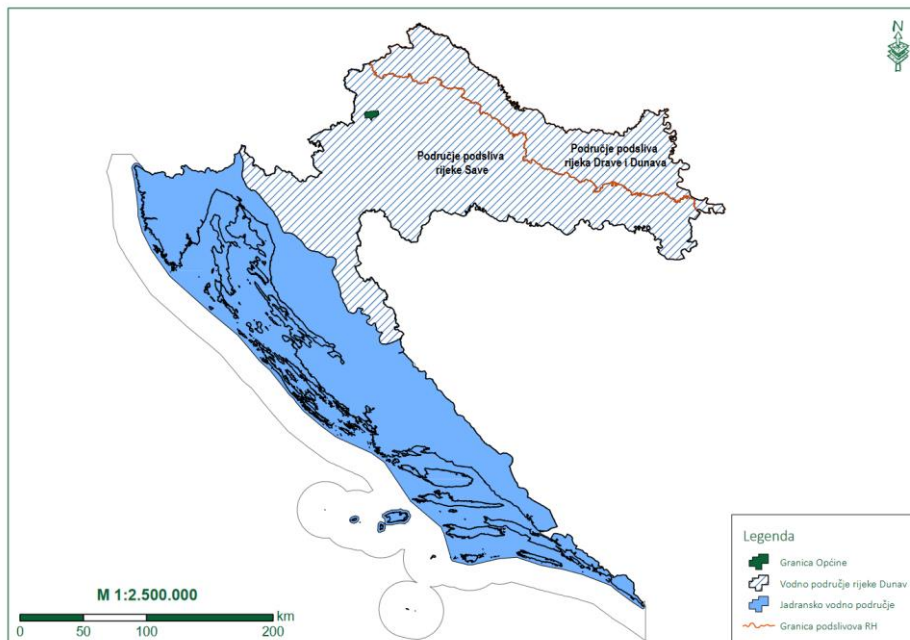 N
Područje podsliva
rijeka Drave i Dunava
Područje podsliva
rijeke Save
Legenda
Granica Općine
Vodno područje rijeke Dunav
Jadransko vodno područje
Granica podslivova RH
M 1:2.500.000
km
0 50 100 200